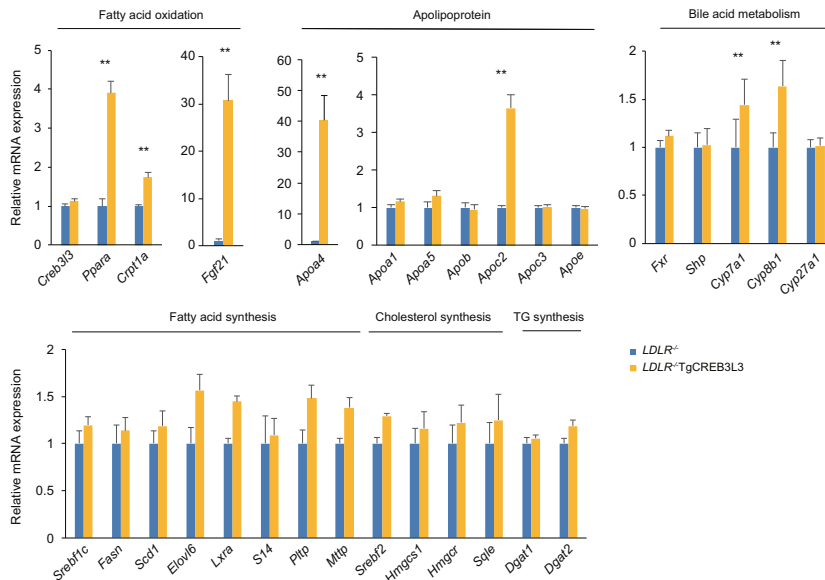 Fatty acid oxidation
Apolipoprotein
Bile acid metabolism
Relative mRNA expression
5
4
3
2
1
0
**
**
Creb3l3
Ppara
Crpt1a
40
30
20
10
0
**
Fgf21
60
50
40
30
20
10
0
**
Apoa4
5
4
3
2
1
0
**
Apoa1
Apoa5
Apob
Apoc2
Apoc3
Apoe
2
1.5
1
0.5
0
**
**
Fxr
Shp
Cyp7a1
Cyp8b1
Cyp27a1
Fatty acid synthesis
Cholesterol synthesis
TG synthesis
Relative mRNA expression
2
1.5
1
0.5
0
Srebf1c
Fasn
Scd1
Elovl6
Lxra
S14
Pltp
Mttp
Srebf2
Hmgcs1
Hmgcr
Sqle
Dgat1
Dgat2
LDLR-/-
LDLR-/-TgCREB3L3